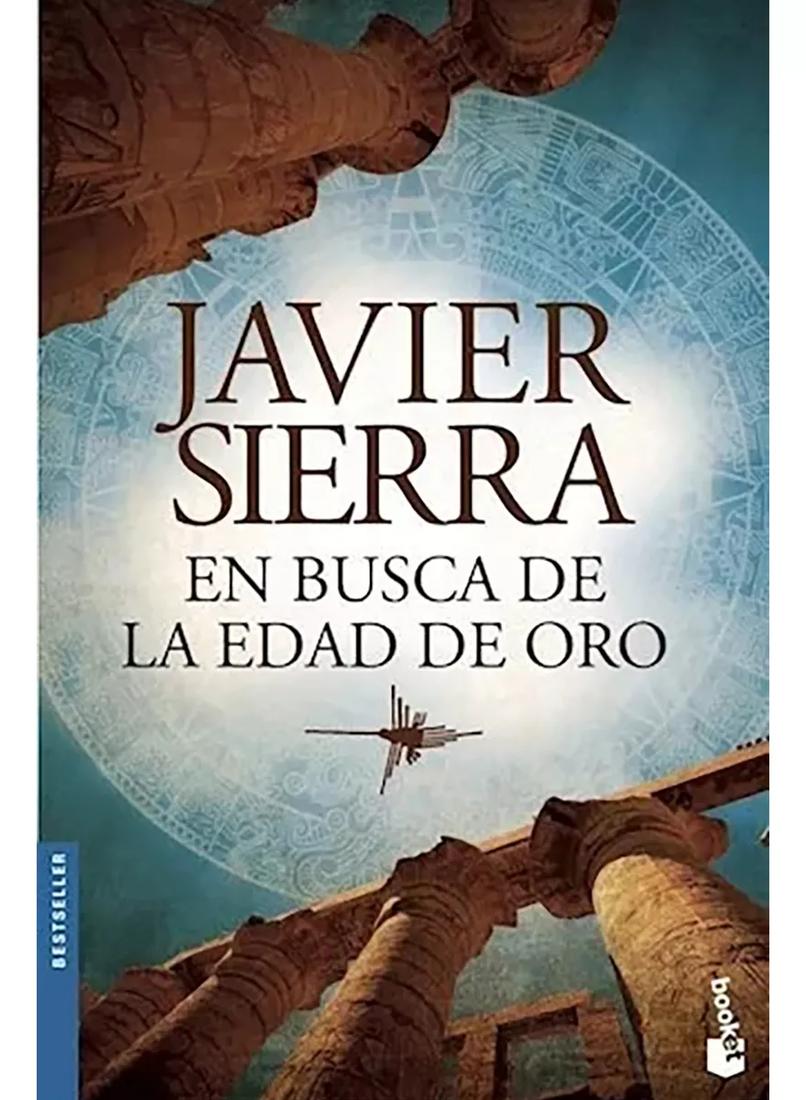 JAVIER
SIERRA
EN BUSCA DE
LA EDAD DE ORO
BESTSELLER
booket